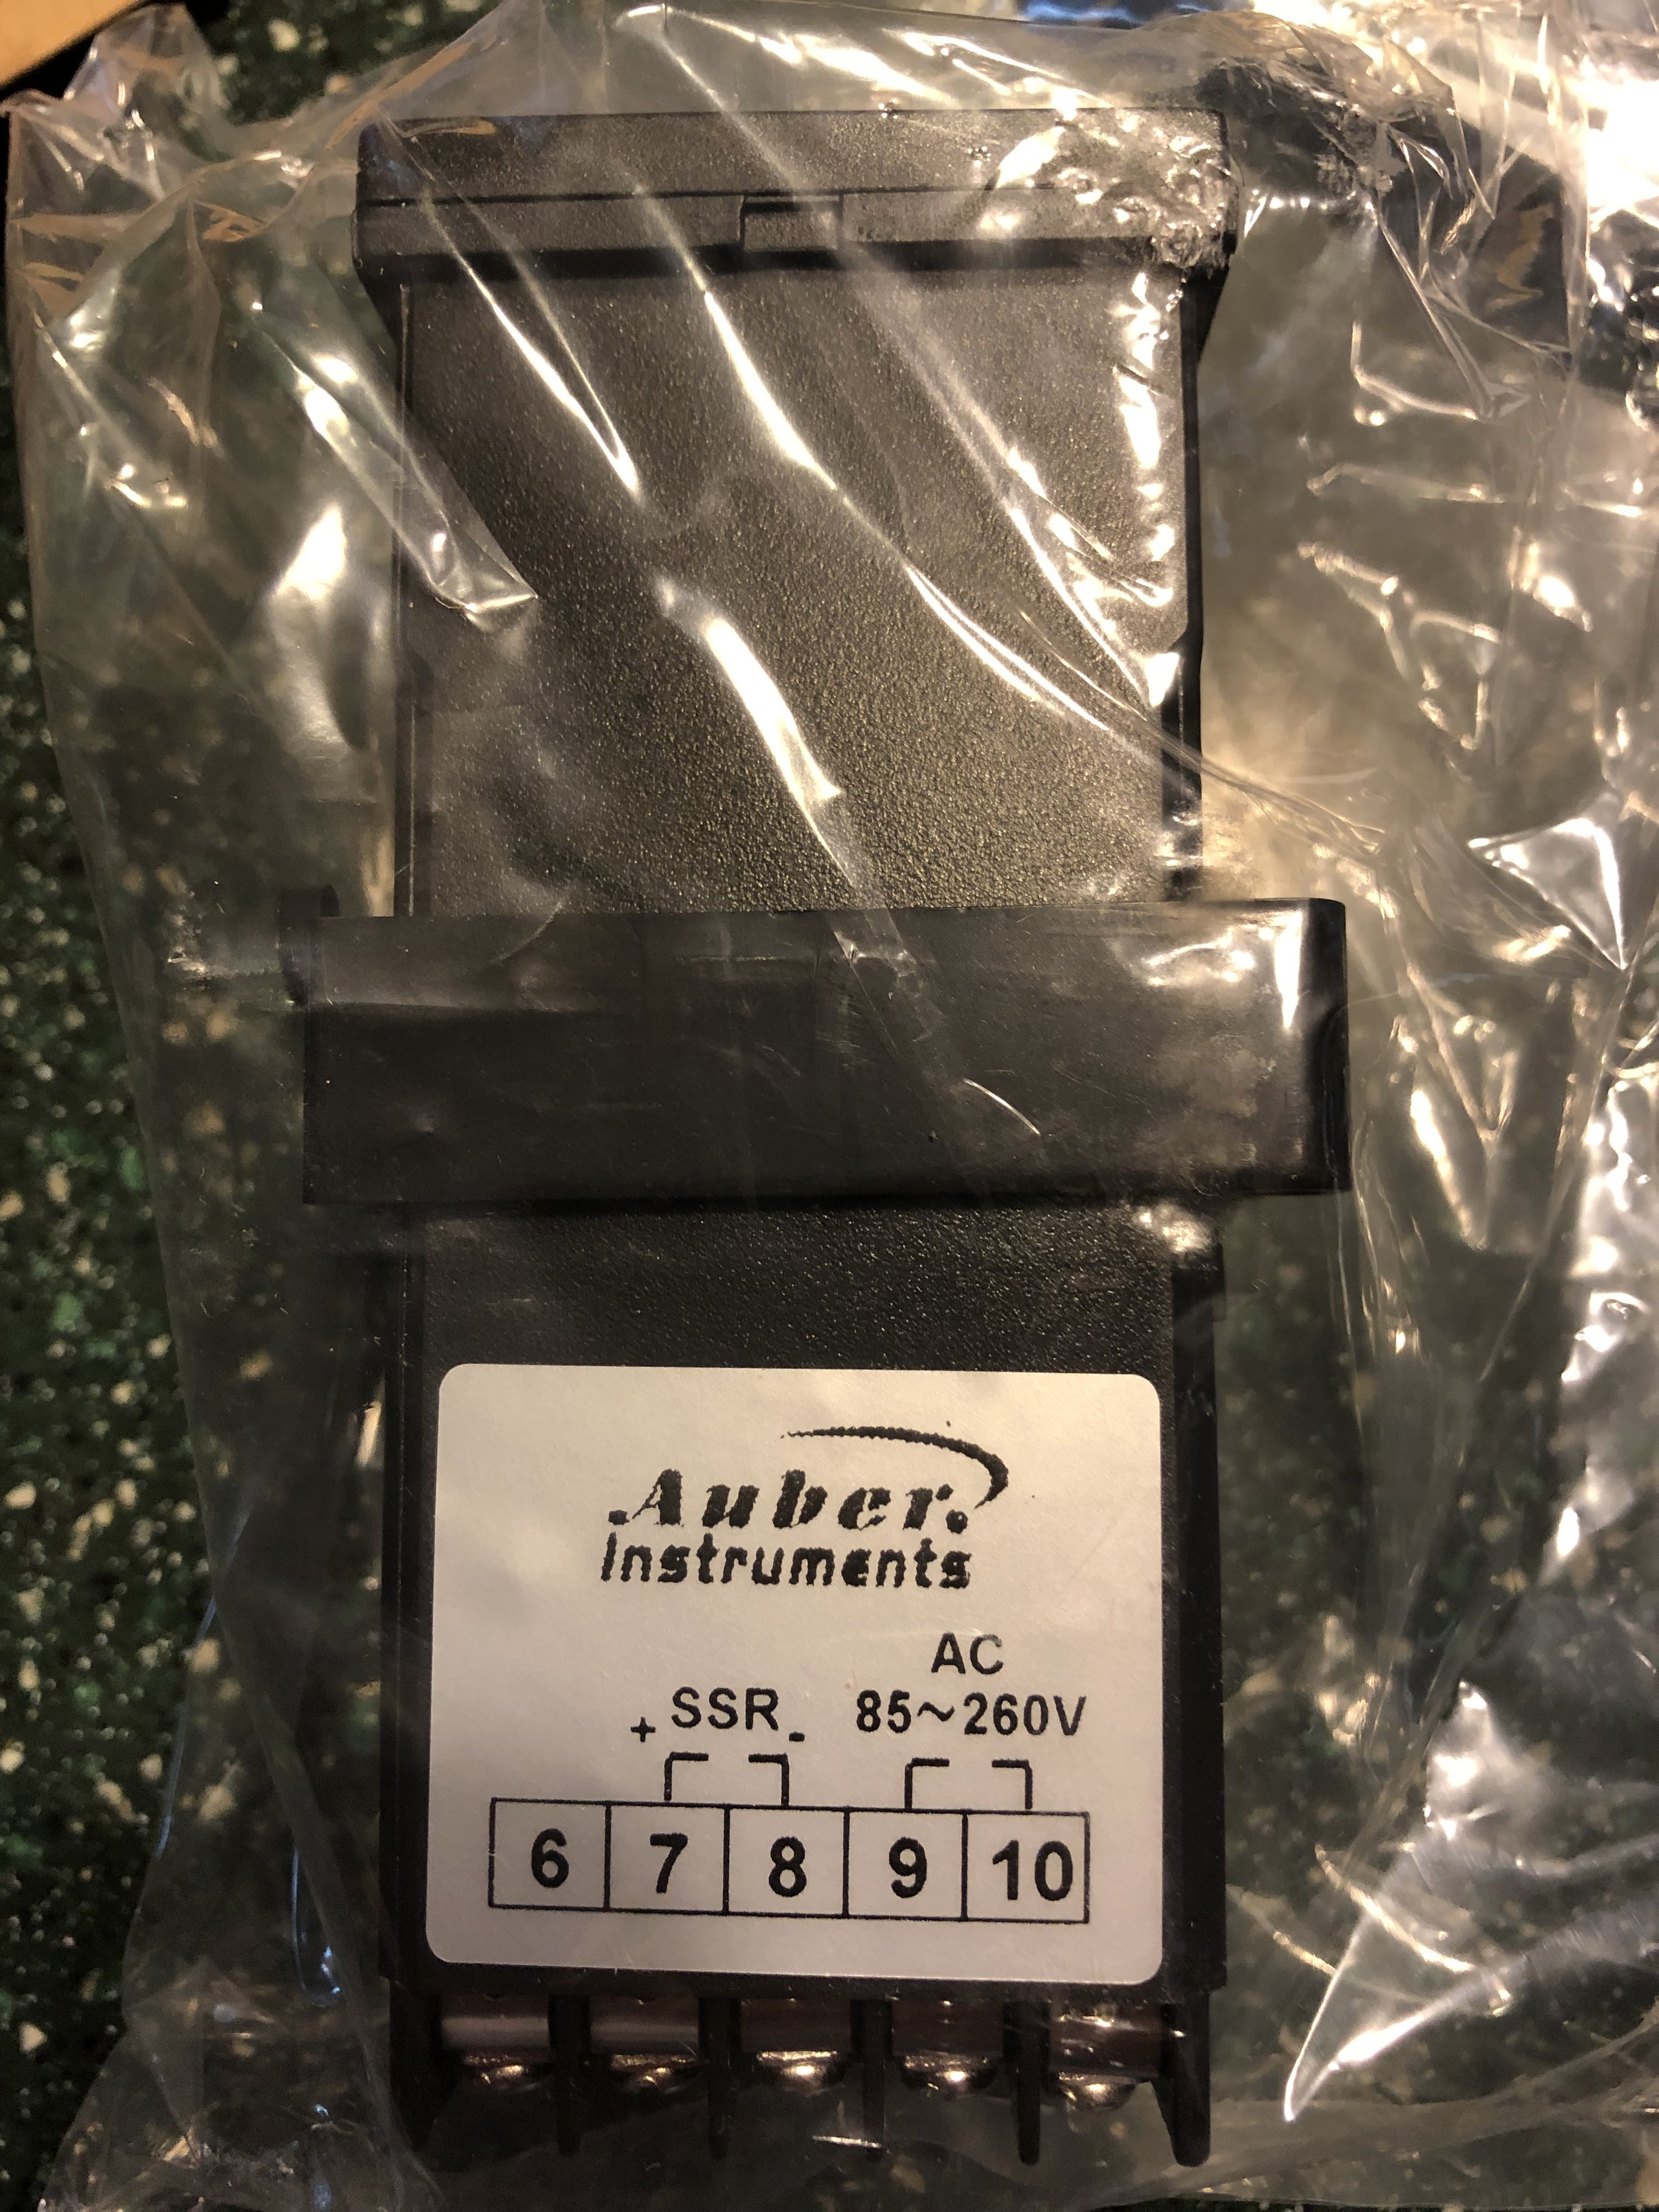 Auber.
Instruments
AC
+ SSR - 85~260V
6 7 8 9 10